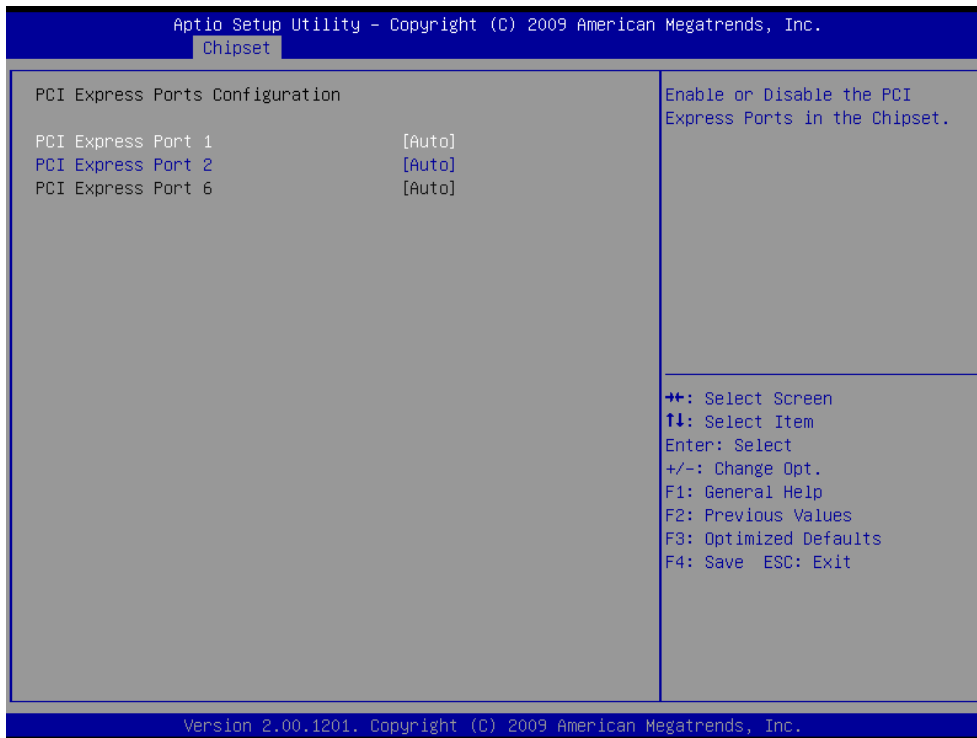 Aptio Setup Utility – Copyright (C) 2009 American Megatrends, Inc.
Chipset
PCI Express Ports Configuration
PCI Express Port 1 [Auto]
PCI Express Port 2 [Auto]
PCI Express Port 6 [Auto]
Enable or Disable the PCI
Express Ports in the Chipset.
→←: Select Screen
↑↓: Select Item
Enter: Select
+/-: Change Opt.
F1: General Help
F2: Previous Values
F3: Optimized Defaults
F4: Save ESC: Exit
Version 2.00.1201. Copyright (C) 2009 American Megatrends, Inc.